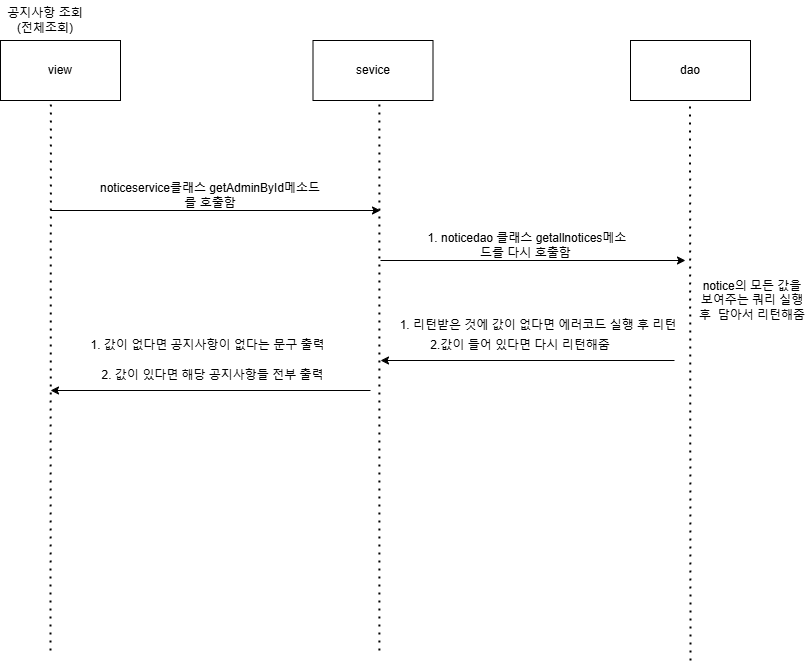 공지사항 조회
(전체조회)
view
sevice
dao
noticeservice클래스 getAdminById메소드
를 호출함
1. noticedao 클래스 getallnotices메소
드를 다시 호출함
notice의 모든 값을
보여주는 쿼리 실행
후 담아서 리턴해줌
1. 리턴받은 것에 값이 없다면 에러코드 실행 후 리턴
2.값이 들어 있다면 다시 리턴해줌
1. 값이 없다면 공지사항이 없다는 문구 출력
2. 값이 있다면 해당 공지사항들 전부 출력